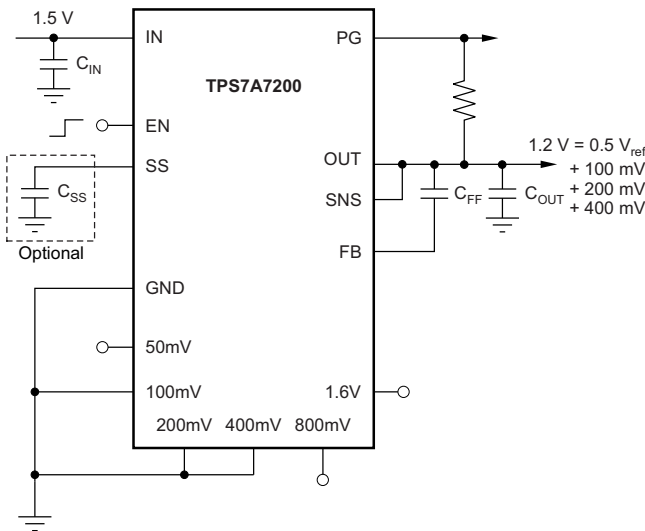 1.5 V
IN
PG
C_IN
TPS7A7200
EN
SS
OUT
1.2 V = 0.5 V_ref
+ 100 mV
+ 200 mV
+ 400 mV
C_SS
SNS
C_FF
C_OUT
Optional
FB
GND
50mV
100mV
1.6V
200mV 400mV 800mV